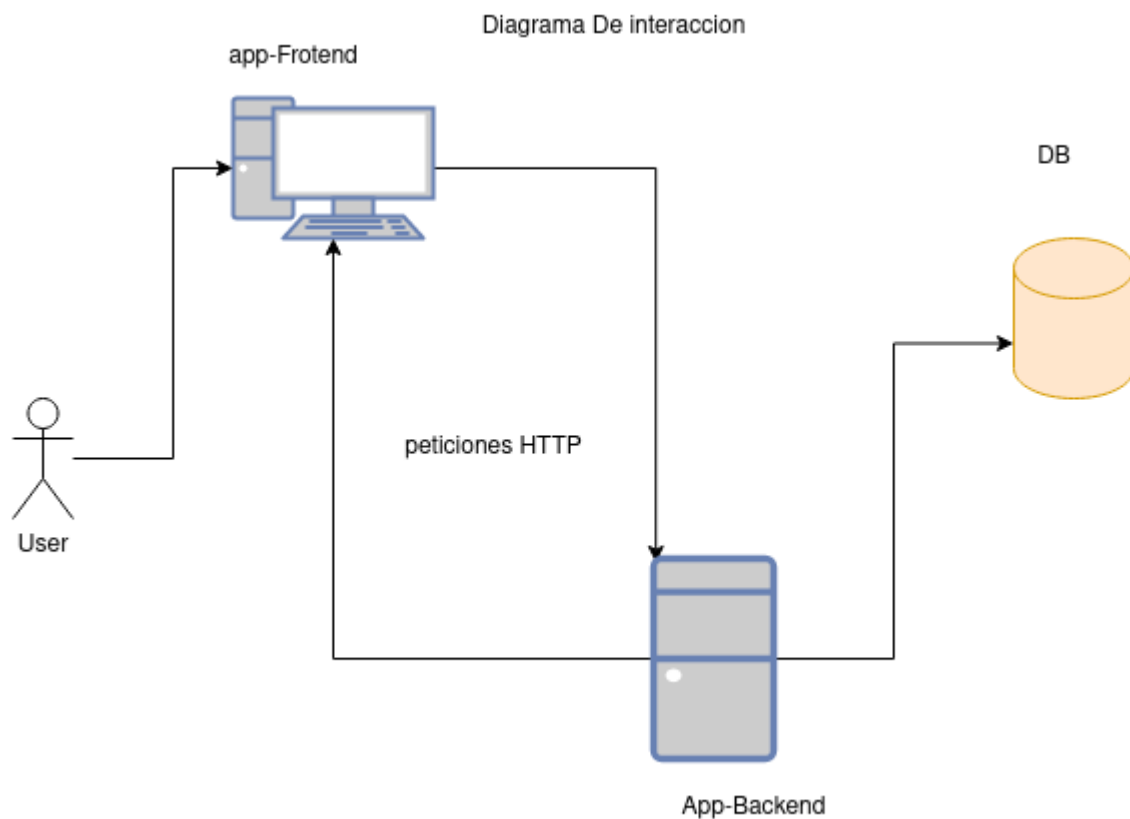 Diagrama De interaccion
app-Frotend
DB
peticiones HTTP
User
App-Backend